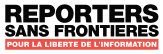 REPORTERS
SANS FRONTIERES
POUR LA LIBERTE DE L'INFORMATION